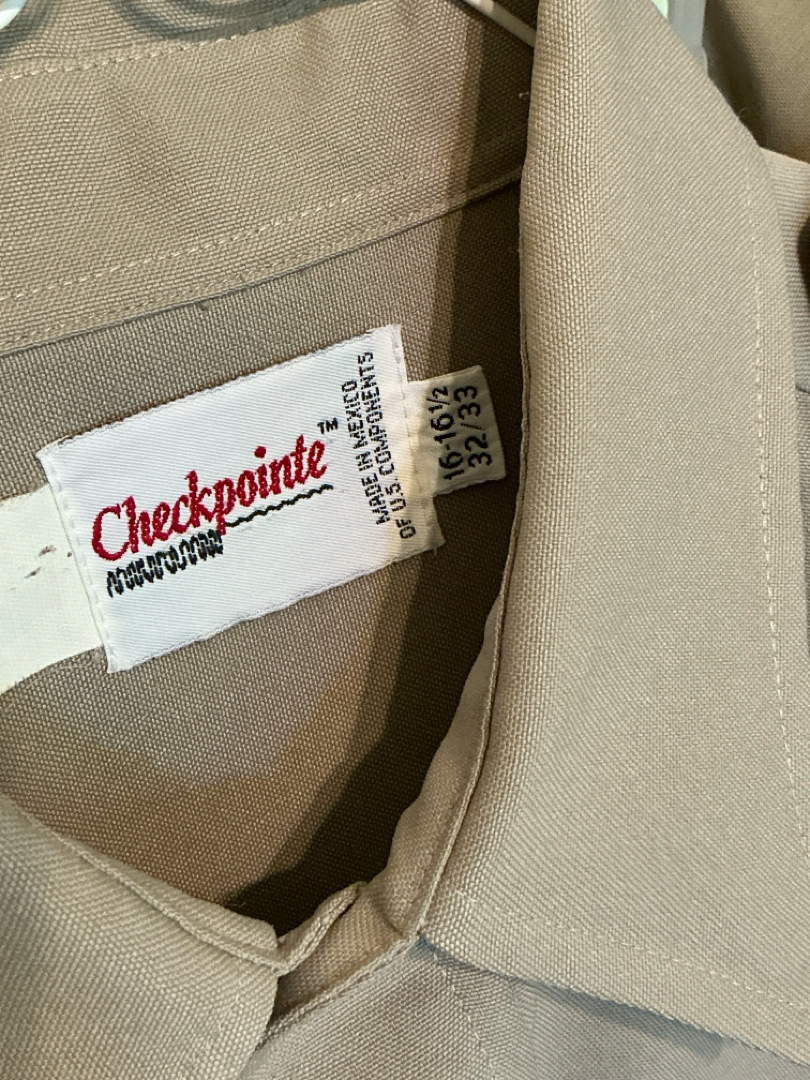 Checkpointe™
MADE IN MEXICO
OF U.S. COMPONENTS
16-16½
32/33